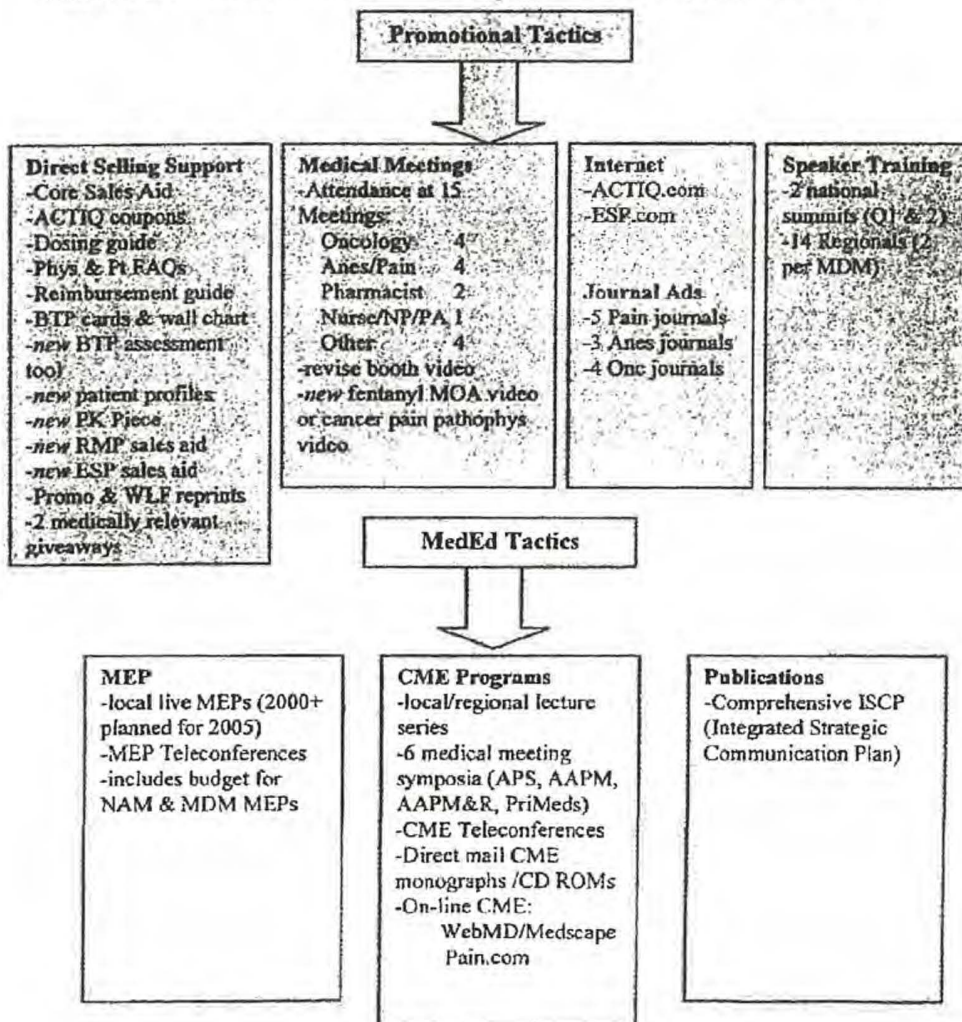 Promotional Tactics
Direct Selling Support
-Core Sales Aid
-ACTIQ coupons
-Dosing guide
-Phys & Pt FAQs
-Reimbursement guide
-BTP cards & wall chart
-new BTP assessment
tool
-new patient profiles
-new PK Piece
-new RMP sales aid
-new ESP sales aid
-Promo & WLF reprints
-2 medically relevant
giveaways
Medical Meetings
-Attendance at 15
Meetings:
Oncology 4
Anes/Pain 4
Pharmacist 2
Nurse/NP/PA 1
Other 4
-revise booth video
-new fentanyl MOA video
or cancer pain pathophys
video
Internet
-ACTIQ.com
-ESP.com
Journal Ads
-5 Pain journals
-3 Anes journals
-4 Onc journals
Speaker Training
-2 national
summits (Q1 & 2)
-14 Regionals (2
per MDM)
MedEd Tactics
MEP
-local live MEPs (2000+
planned for 2005)
-MEP Teleconferences
-includes budget for
NAM & MDM MEPs
CME Programs
-local/regional lecture
series
-6 medical meeting
symposia (APS, AAPM,
AAPM&R, PriMeds)
-CME Teleconferences
-Direct mail CME
monographs /CD ROMs
-On-line CME:
WebMD/Medscape
Pain.com
Publications
-Comprehensive ISCP
(Integrated Strategic
Communication Plan)